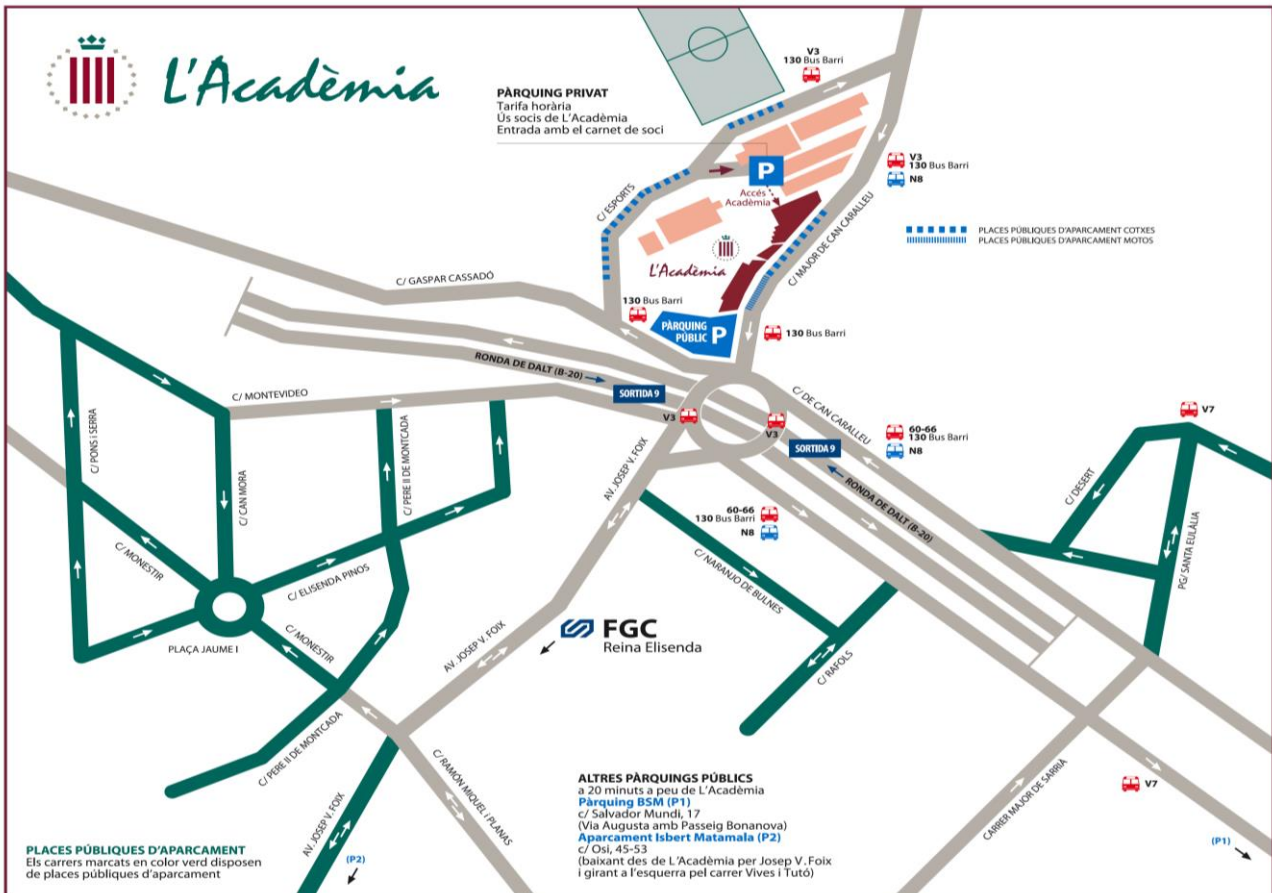 L'Acadèmia
PÀRQUING PRIVAT
Tarifa horària
Ús socis de L'Acadèmia
Entrada amb el carnet de soci
V3
130 Bus Barri
P
Accés
Acadèmia
V3
130 Bus Barri
N8
C/ ESPORTS
C/ MAJOR DE CAN CARALLEU
PLACES PÚBLIQUES D'APARCAMENT COTXES
PLACES PÚBLIQUES D'APARCAMENT MOTOS
L'Acadèmia
C/ GASPAR CASSADÓ
130 Bus Barri
PÀRQUING
PÚBLIC
P
130 Bus Barri
RONDA DE DALT (B-20)
SORTIDA 9
C/ MONTEVIDEO
V3
V3
C/ DE CAN CARALLEU
60-66
130 Bus Barri
N8
SORTIDA 9
RONDA DE DALT (B-20)
V7
C/ DESERT
PG/ SANTA EULÀLIA
C/ PONS i SERRA
C/ CAN MORA
C/ PERE II DE MONTCADA
AV. JOSEP V. FOIX
60-66
130 Bus Barri
N8
C/ MONESTIR
C/ ELISENDA PINOS
C/ NARANJO DE BULNES
FGC
Reina Elisenda
PLAÇA JAUME I
C/ MONESTIR
AV. JOSEP V. FOIX
C/ RAFOLS
C/ PERE II DE MONTCADA
C/ RAMÓN MIQUEL i PLANAS
AV. JOSEP V. FOIX
CARRER MAJOR DE SARRIA
V7
(P1)
(P2)
ALTRES PÀRQUINGS PÚBLICS
a 20 minuts a peu de L'Acadèmia
Pàrquing BSM (P1)
c/ Salvador Mundi, 17
(Via Augusta amb Passeig Bonanova)
Aparcament Isbert Matamala (P2)
c/ Osi, 45-53
(baixant des de L'Acadèmia per Josep V. Foix
i girant a l'esquerra pel carrer Vives i Tutó)
PLACES PÚBLIQUES D'APARCAMENT
Els carrers marcats en color verd disposen
de places públiques d'aparcament